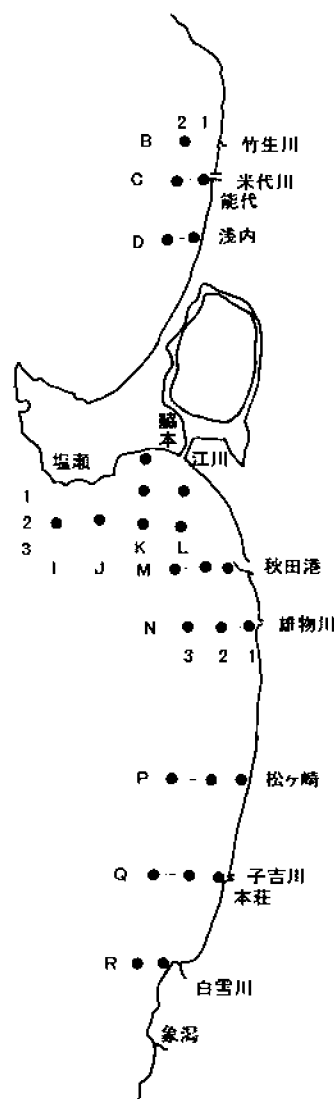 2 1
B 竹生川
C 米代川
能代
D 浅内
脇本
塩瀬 江川
1
2
3 I J K L
M 秋田港
N 雄物川
3 2 1
P 松ヶ崎
Q 子吉川
本荘
R 白雪川
象潟